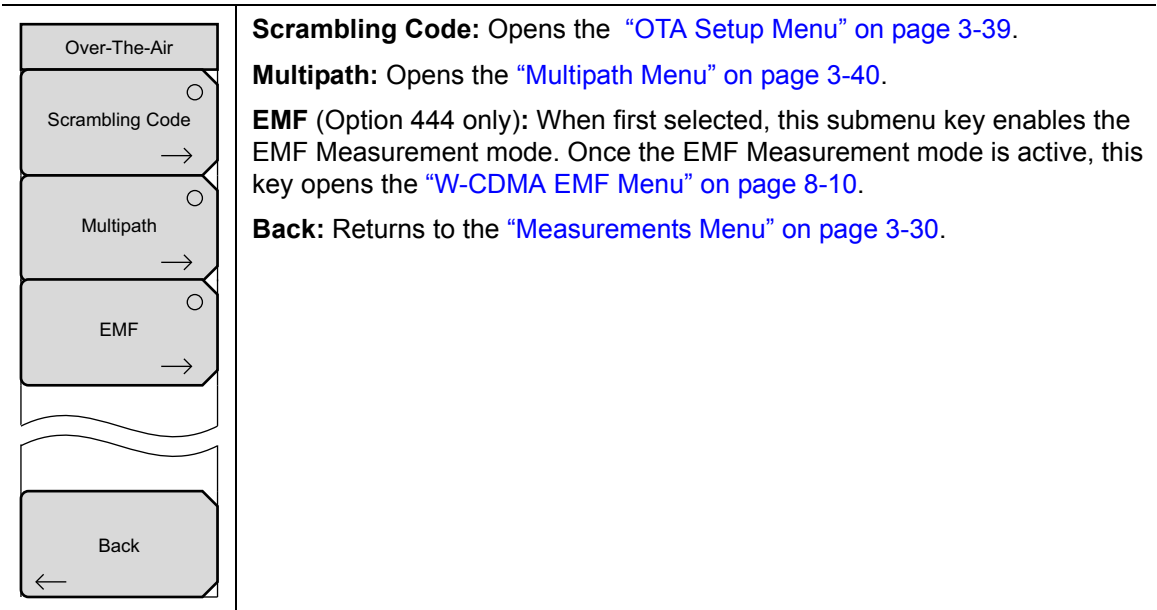 Over-The-Air
Scrambling Code
Multipath
EMF
Back
Scrambling Code: Opens the “OTA Setup Menu” on page 3-39.
Multipath: Opens the “Multipath Menu” on page 3-40.
EMF (Option 444 only): When first selected, this submenu key enables the
EMF Measurement mode. Once the EMF Measurement mode is active, this
key opens the “W-CDMA EMF Menu” on page 8-10.
Back: Returns to the “Measurements Menu” on page 3-30.